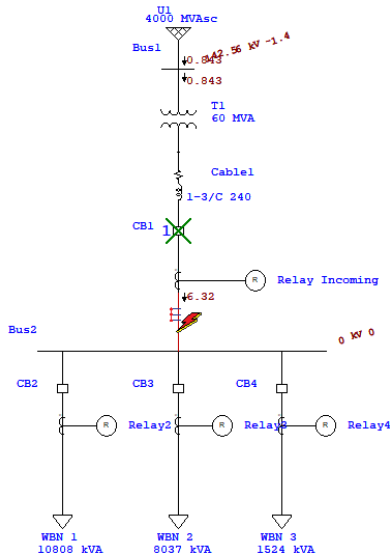 U1
4000 MVAsc
Bus1
0.843
142.56 kV -1.4
0.843
T1
60 MVA
Cable1
1-3/C 240
CB1
1
R
Relay Incoming
6.32
Bus2
0 kV 0
CB2
CB3
CB4
R
Relay2
R
Relay3
R
Relay4
WBN 1
10808 kVA
WBN 2
8037 kVA
WBN 3
1524 kVA